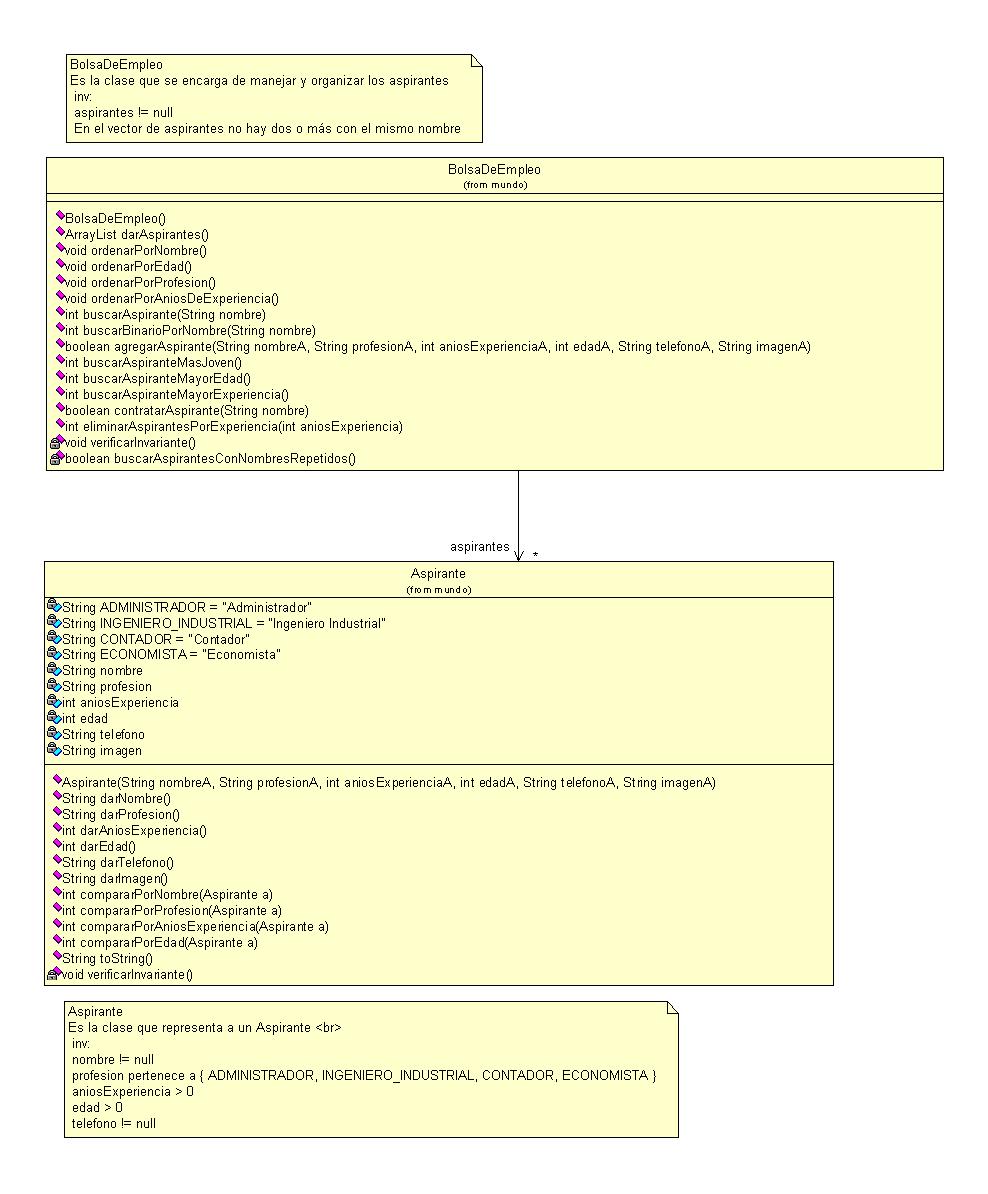 BolsaDeEmpleo
Es la clase que se encarga de manejar y organizar los aspirantes
inv:
aspirantes != null
En el vector de aspirantes no hay dos o más con el mismo nombre
BolsaDeEmpleo
(from mundo)
BolsaDeEmpleo()
ArrayList darAspirantes()
void ordenarPorNombre()
void ordenarPorEdad()
void ordenarPorProfesion()
void ordenarPorAniosDeExperiencia()
int buscarAspirante(String nombre)
int buscarBinarioPorNombre(String nombre)
boolean agregarAspirante(String nombreA, String profesionA, int aniosExperienciaA, int edadA, String telefonoA, String imagenA)
int buscarAspiranteMasJoven()
int buscarAspiranteMayorEdad()
int buscarAspiranteMayorExperiencia()
boolean contratarAspirante(String nombre)
int eliminarAspirantesPorExperiencia(int aniosExperiencia)
void verificarInvariante()
boolean buscarAspirantesConNombresRepetidos()
aspirantes
*
Aspirante
(from mundo)
String ADMINISTRADOR = "Administrador"
String INGENIERO_INDUSTRIAL = "Ingeniero Industrial"
String CONTADOR = "Contador"
String ECONOMISTA = "Economista"
String nombre
String profesion
int aniosExperiencia
int edad
String telefono
String imagen
Aspirante(String nombreA, String profesionA, int aniosExperienciaA, int edadA, String telefonoA, String imagenA)
String darNombre()
String darProfesion()
int darAniosExperiencia()
int darEdad()
String darTelefono()
String darImagen()
int compararPorNombre(Aspirante a)
int compararPorProfesion(Aspirante a)
int compararPorAniosExperiencia(Aspirante a)
int compararPorEdad(Aspirante a)
String toString()
void verificarInvariante()
Aspirante
Es la clase que representa a un Aspirante <br>
inv:
nombre != null
profesion pertenece a { ADMINISTRADOR, INGENIERO_INDUSTRIAL, CONTADOR, ECONOMISTA }
aniosExperiencia > 0
edad > 0
telefono != null